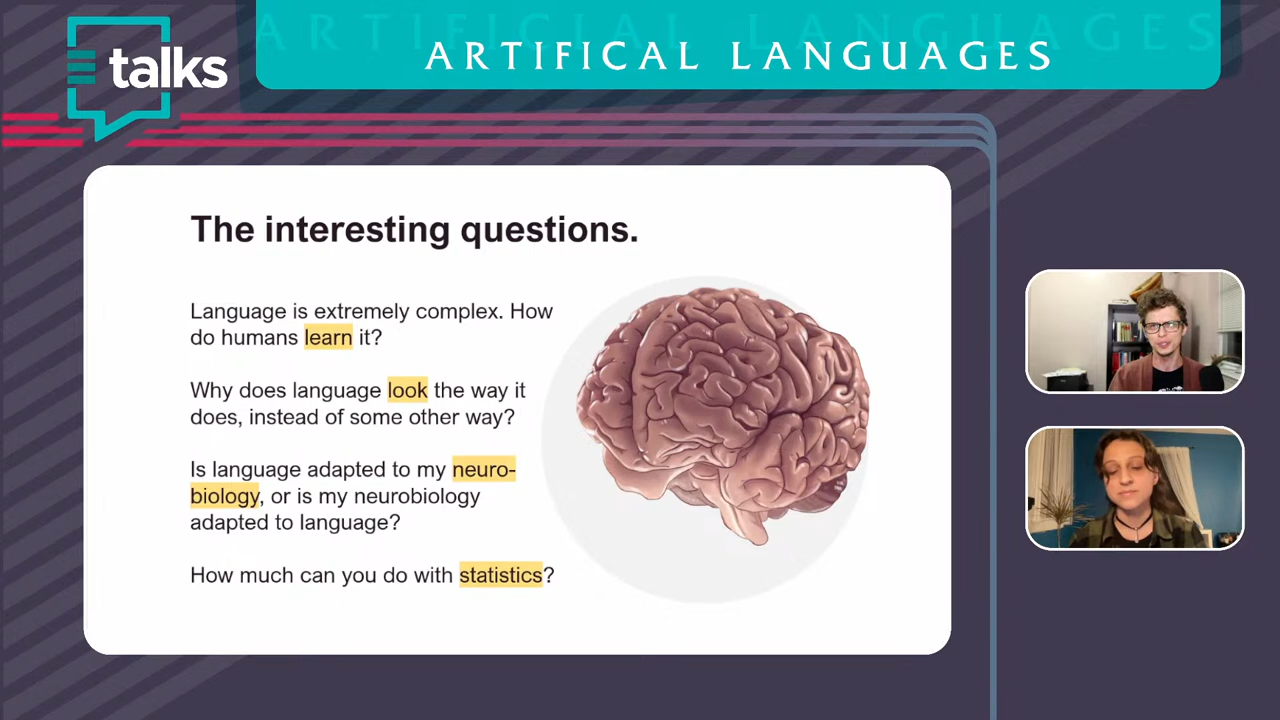 talks
ARTIFICIAL LANGUAGES
ARTIFICAL LANGUAGES
The interesting questions.
Language is extremely complex. How
do humans learn it?
Why does language look the way it
does, instead of some other way?
Is language adapted to my neuro-
biology, or is my neurobiology
adapted to language?
How much can you do with statistics?